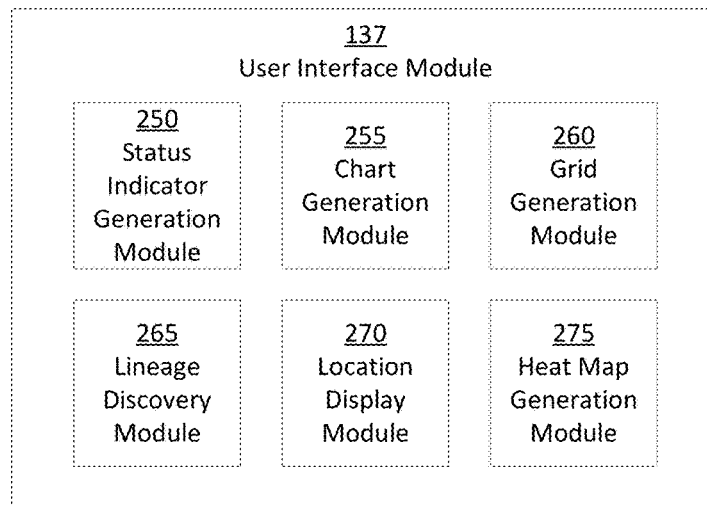 137
User Interface Module
250
Status
Indicator
Generation
Module
255
Chart
Generation
Module
260
Grid
Generation
Module
265
Lineage
Discovery
Module
270
Location
Display
Module
275
Heat Map
Generation
Module